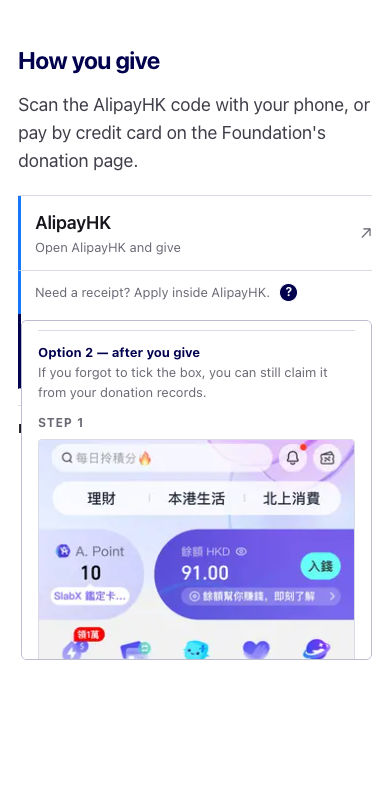 How you give
Scan the AlipayHK code with your phone, or
pay by credit card on the Foundation's
donation page.
AlipayHK
Open AlipayHK and give
Need a receipt? Apply inside AlipayHK. ?
Option 2 — after you give
If you forgot to tick the box, you can still claim it
from your donation records.
STEP 1
每日拎積分🔥
理財 本港生活 北上消費
A. Point
10
SlabX 鑑定卡...
餘額 HKD
91.00
入錢
餘額幫你賺錢，即刻了解
領1萬